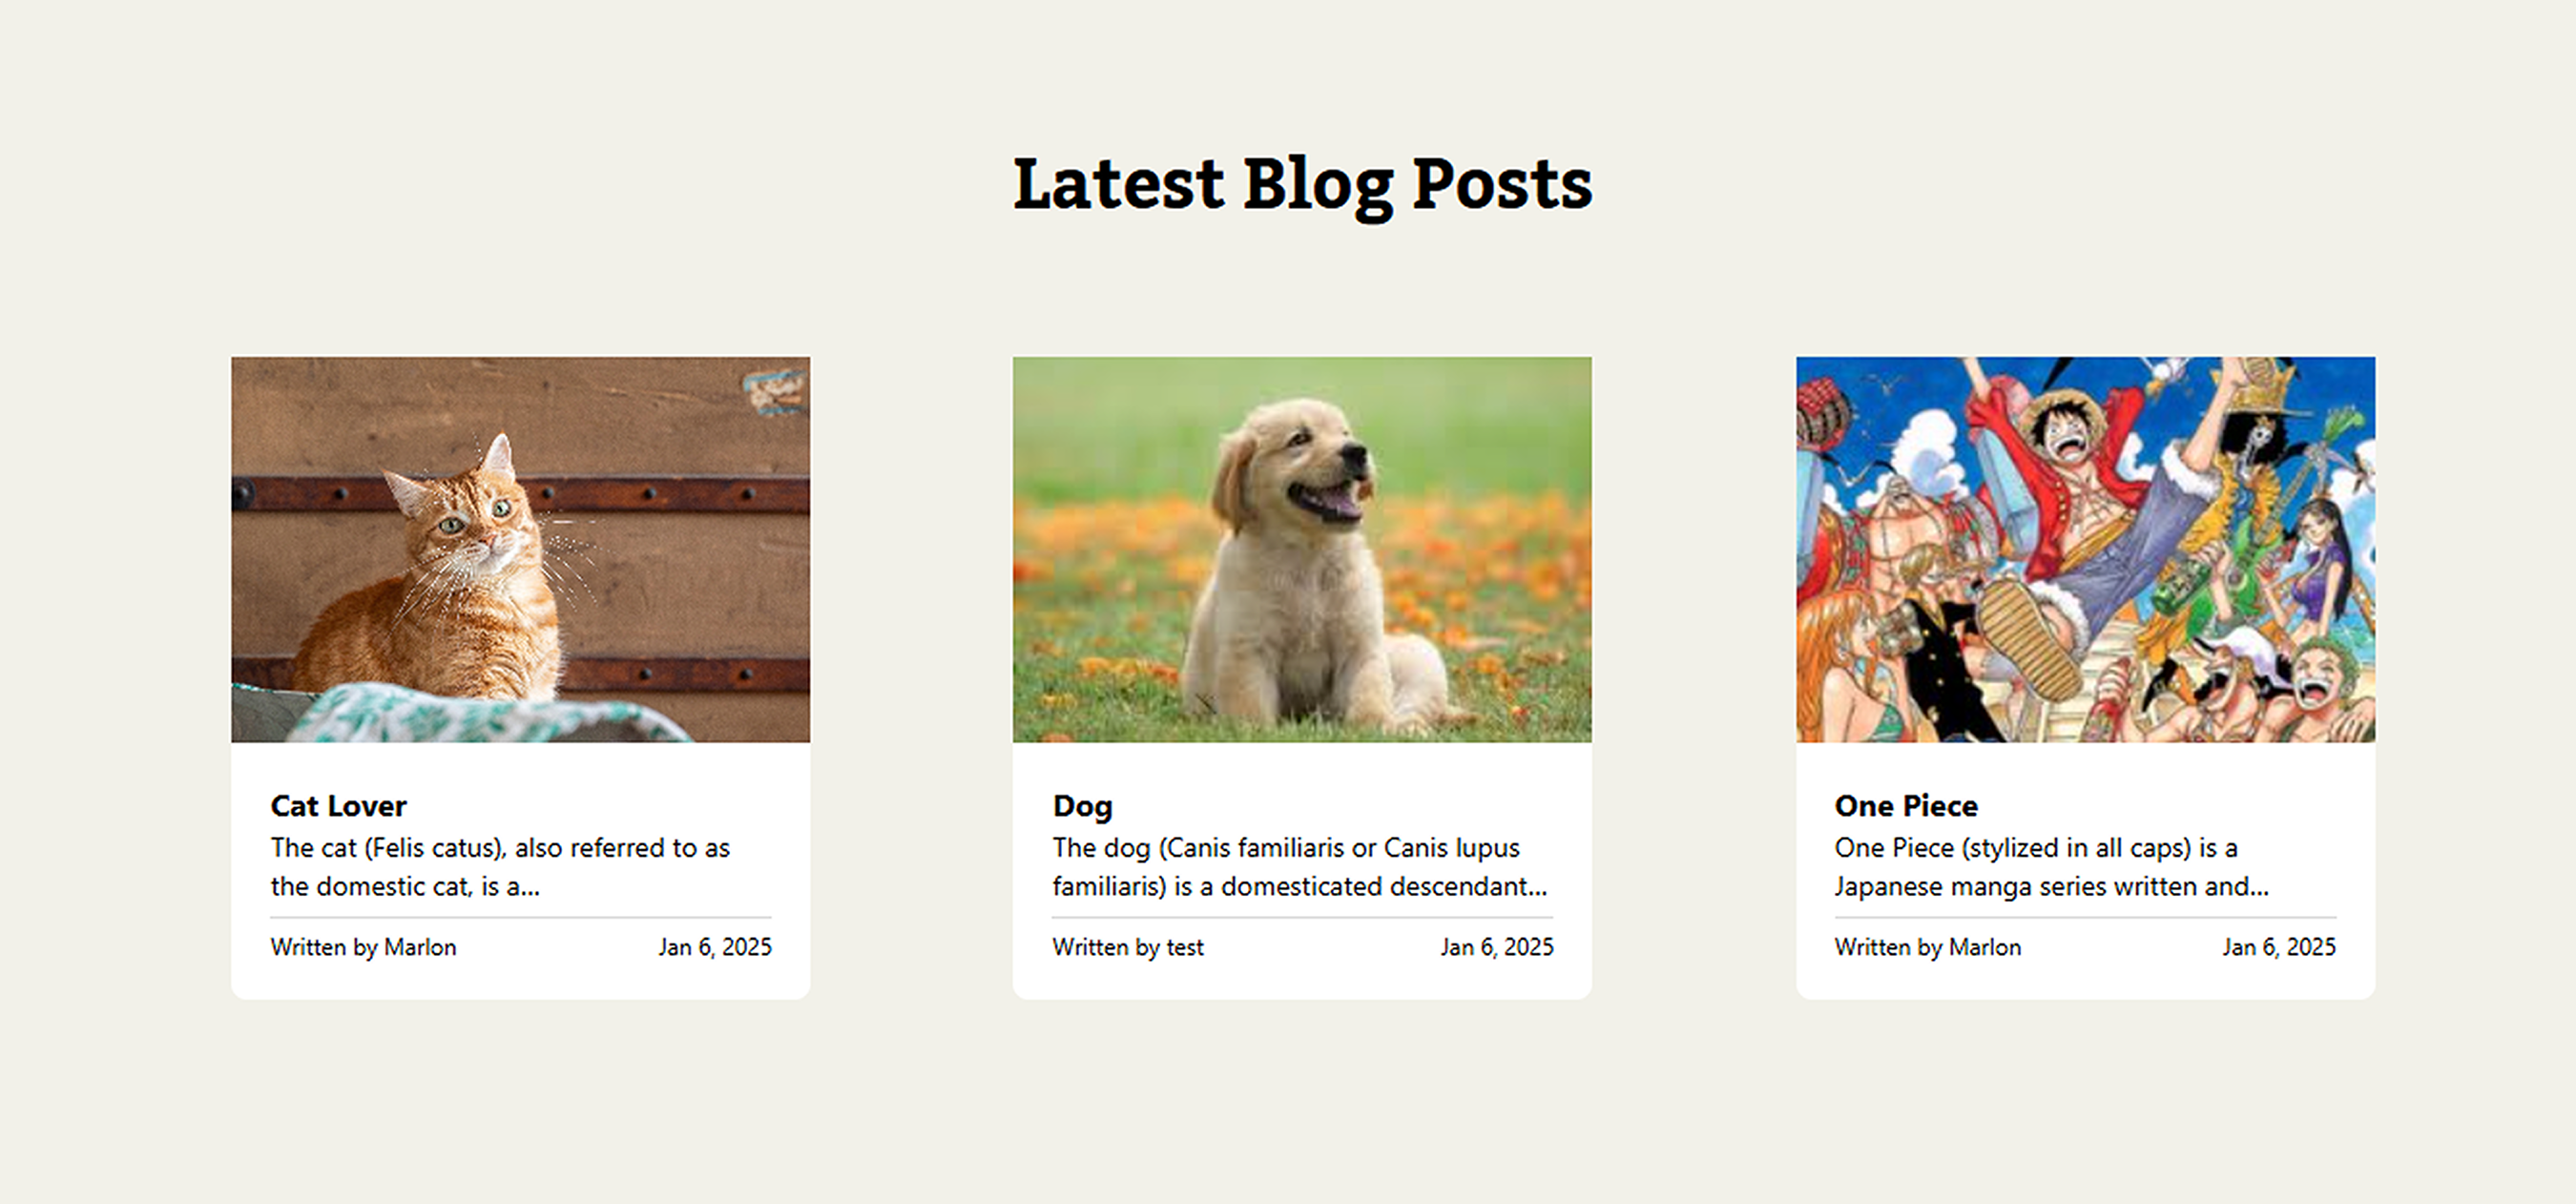 Latest Blog Posts
Cat Lover
The cat (Felis catus), also referred to as
the domestic cat, is a...
Written by Marlon
Jan 6, 2025
Dog
The dog (Canis familiaris or Canis lupus
familiaris) is a domesticated descendant...
Written by test
Jan 6, 2025
One Piece
One Piece (stylized in all caps) is a
Japanese manga series written and...
Written by Marlon
Jan 6, 2025